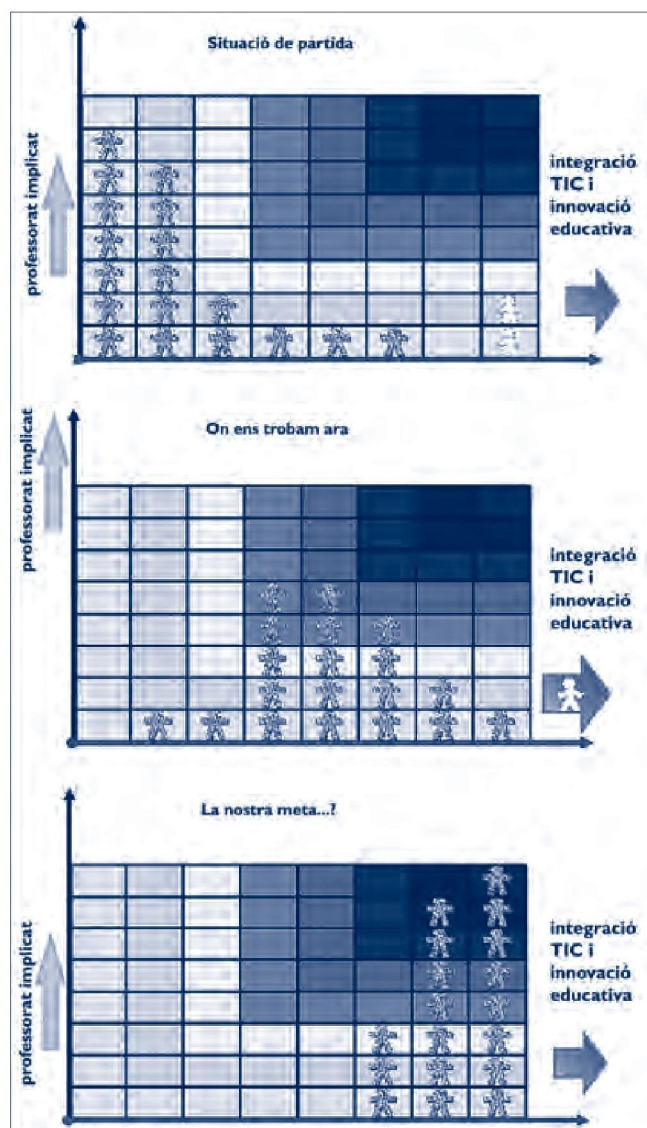 Situació de partida
professorat implicat
integració
TIC i
innovació
educativa
On ens trobam ara
professorat implicat
integració
TIC i
innovació
educativa
La nostra meta...?
professorat implicat
integració
TIC i
innovació
educativa